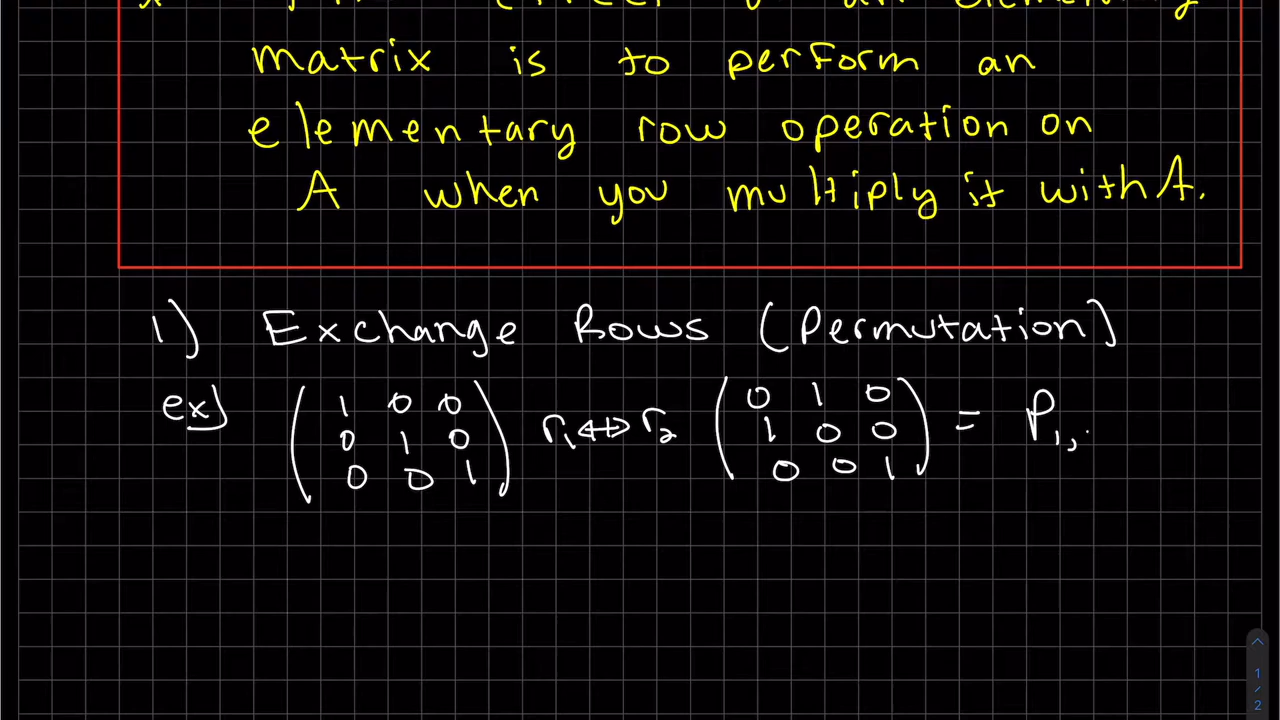 matrix is to perform an
elementary row operation on
A when you multiply it with A.
1) Exchange Rows (Permutation)
ex) (1 0 0 0 1 0 0 0 1) r₁↔r₂ (0 1 0 1 0 0 0 0 1) = P₁,
1/2